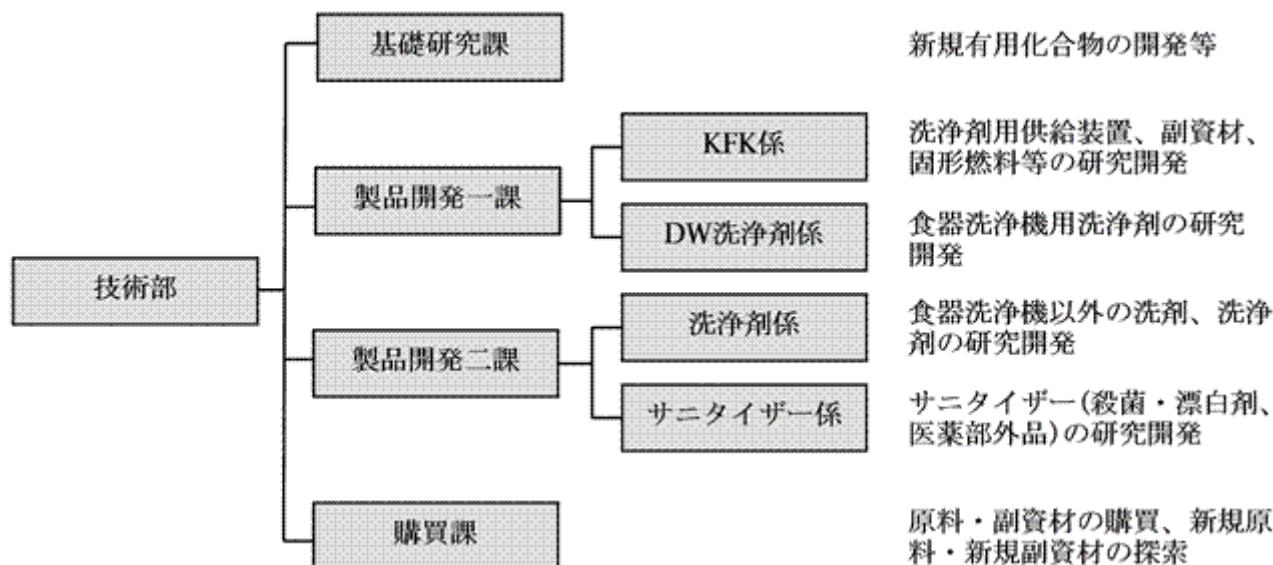 基礎研究課
新規有用化合物の開発等
KFK係
洗浄剤用供給装置、副資材、
固形燃料等の研究開発
製品開発一課
DW洗浄剤係
食器洗浄機用洗浄剤の研究
開発
技術部
洗浄剤係
食器洗浄機以外の洗剤、洗浄
剤の研究開発
製品開発二課
サニタイザー係
サニタイザー(殺菌・漂白剤、
医薬部外品)の研究開発
購買課
原料・副資材の購買、新規原
料・新規副資材の探索